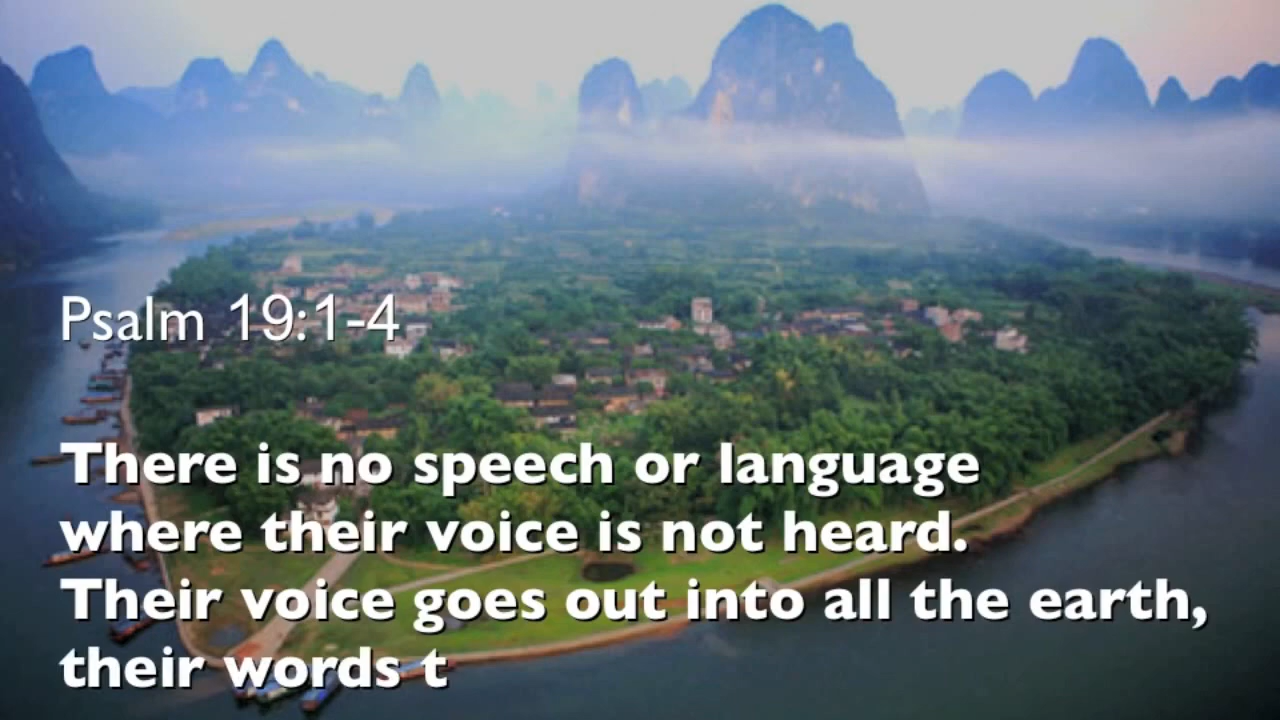 Psalm 19:1-4
There is no speech or language
where their voice is not heard.
Their voice goes out into all the earth,
their words t